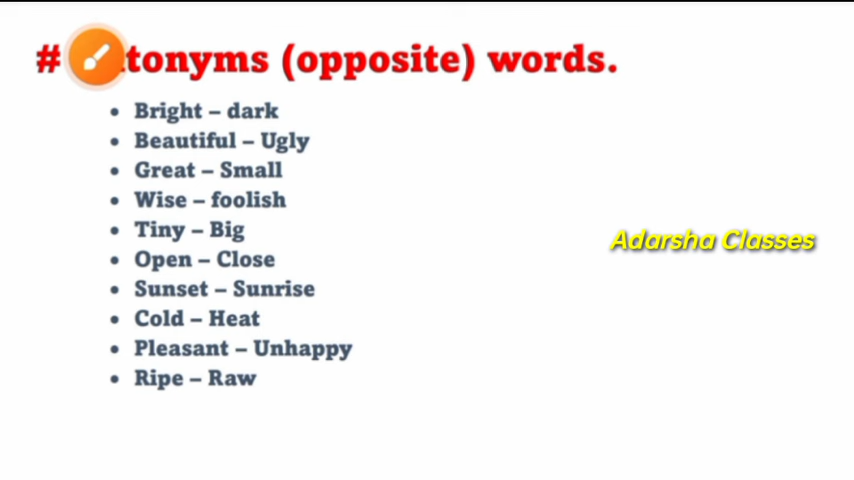 # tonyms (opposite) words.
• Bright – dark
• Beautiful – Ugly
• Great – Small
• Wise – foolish
• Tiny – Big
• Open – Close
• Sunset – Sunrise
• Cold – Heat
• Pleasant – Unhappy
• Ripe – Raw
Adarsha Classes